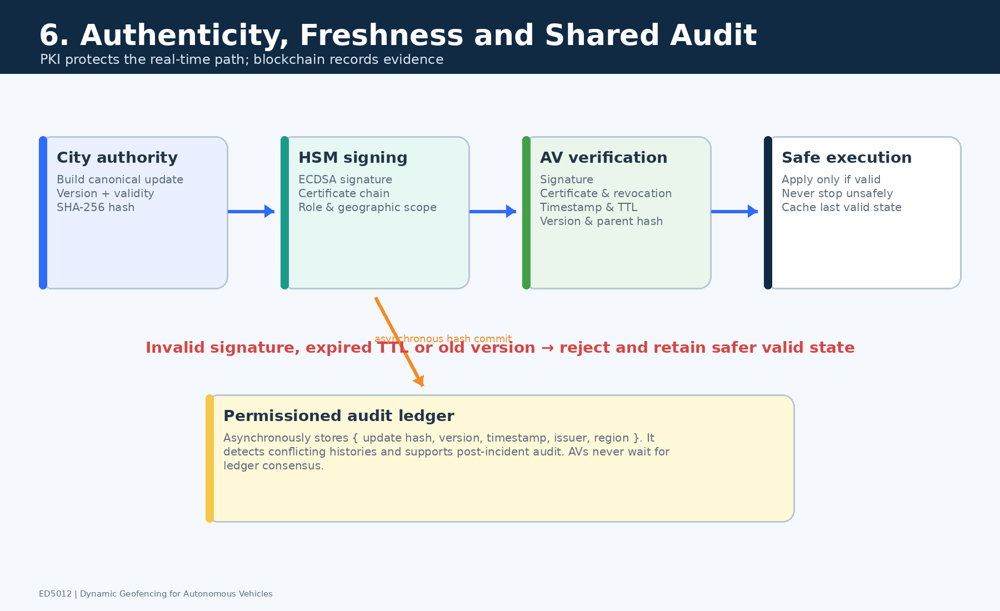 6. Authenticity, Freshness and Shared Audit
PKI protects the real-time path; blockchain records evidence
City authority
Build canonical update
Version + validity
SHA-256 hash
HSM signing
ECDSA signature
Certificate chain
Role & geographic scope
AV verification
Signature
Certificate & revocation
Timestamp & TTL
Version & parent hash
Safe execution
Apply only if valid
Never stop unsafely
Cache last valid state
asynchronous hash commit
Invalid signature, expired TTL or old version → reject and retain safer valid state
Permissioned audit ledger
Asynchronously stores { update hash, version, timestamp, issuer, region }. It
detects conflicting histories and supports post-incident audit. AVs never wait for
ledger consensus.
ED5012 | Dynamic Geofencing for Autonomous Vehicles